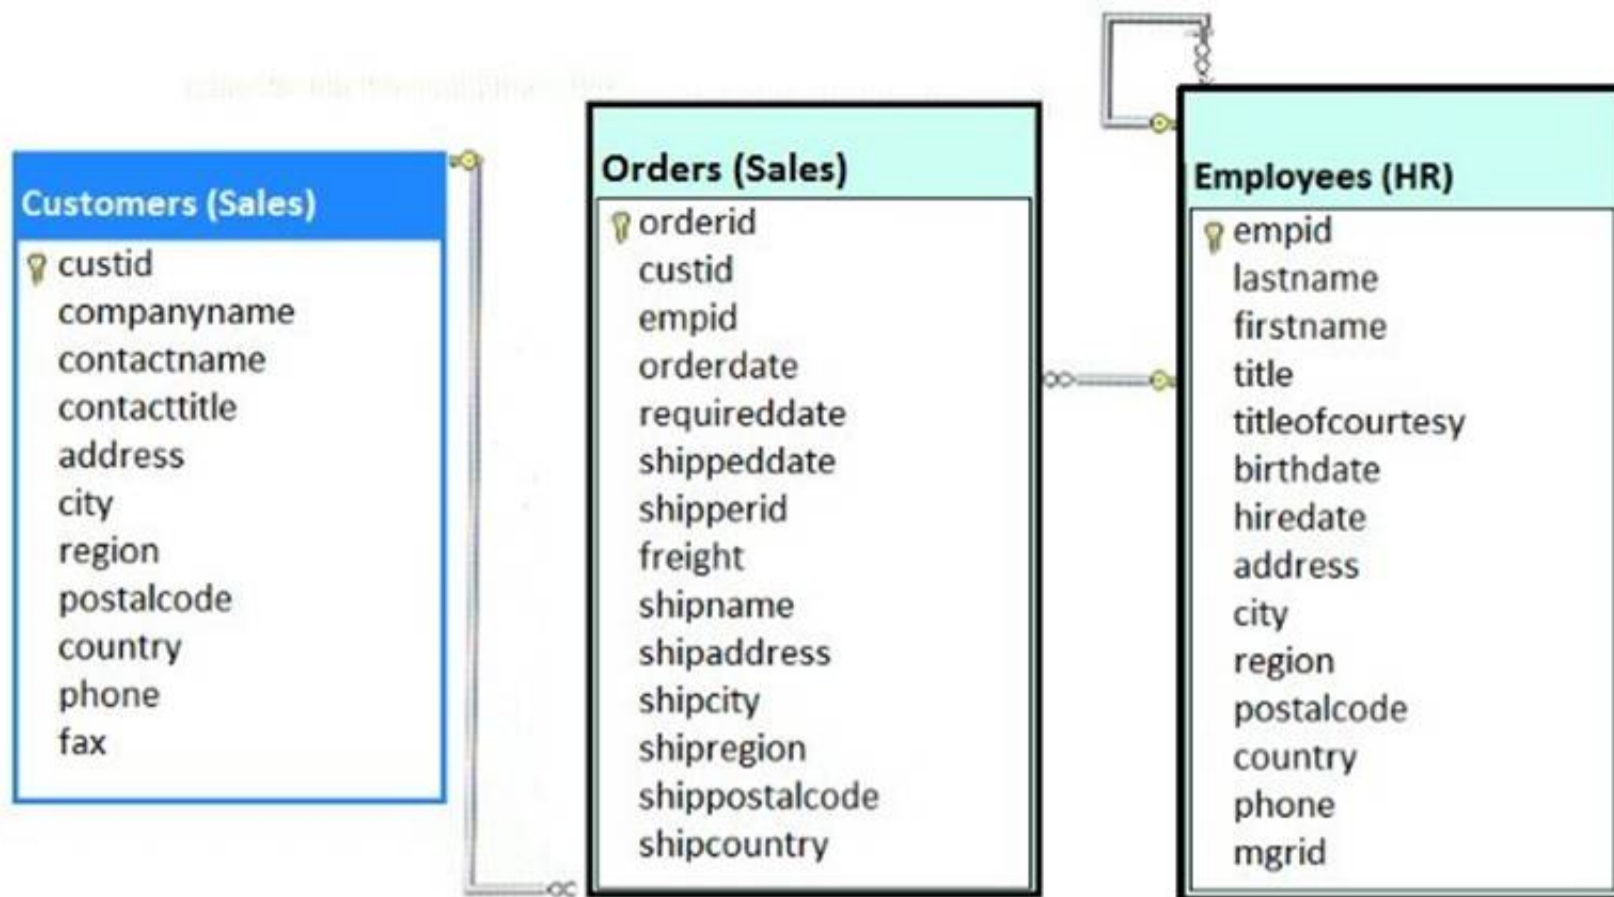 Customers (Sales)
custid
companyname
contactname
contacttitle
address
city
region
postalcode
country
phone
fax
Orders (Sales)
orderid
custid
empid
orderdate
requireddate
shippeddate
shipperid
freight
shipname
shipaddress
shipcity
shipregion
shippostalcode
shipcountry
Employees (HR)
empid
lastname
firstname
title
titleofcourtesy
birthdate
hiredate
address
city
region
postalcode
country
phone
mgrid